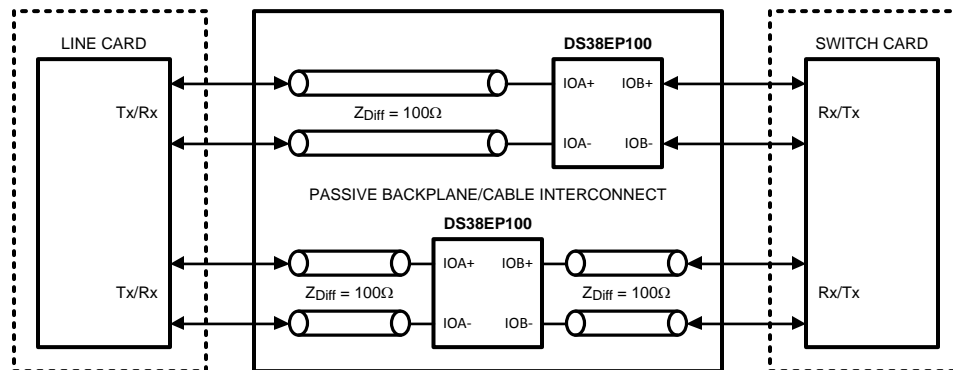 LINE CARD
DS38EP100
SWITCH CARD
IOA+ IOB+
Tx/Rx
ZDiff = 100Ω
Rx/Tx
IOA- IOB-
PASSIVE BACKPLANE/CABLE INTERCONNECT
DS38EP100
IOA+ IOB+
Tx/Rx
ZDiff = 100Ω
ZDiff = 100Ω
Rx/Tx
IOA- IOB-